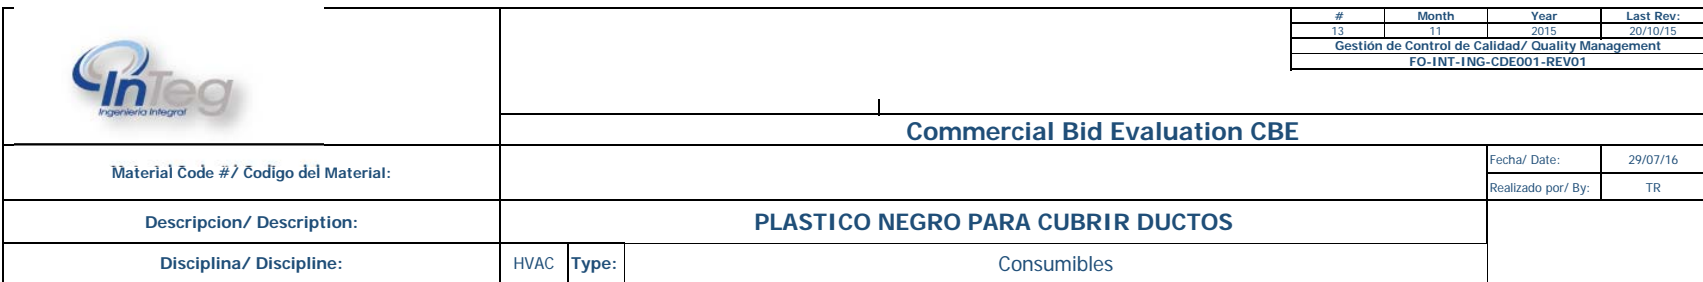 # Month Year Last Rev:
13 11 2015 20/10/15
Gestión de Control de Calidad/ Quality Management
FO-INT-ING-CDE001-REV01
InTeg
Ingeniería Integral
Commercial Bid Evaluation CBE
Material Code #/ Codigo del Material:
Fecha/ Date: 29/07/16
Realizado por/ By: TR
Descripcion/ Description: PLASTICO NEGRO PARA CUBRIR DUCTOS
Disciplina/ Discipline: HVAC Type: Consumibles